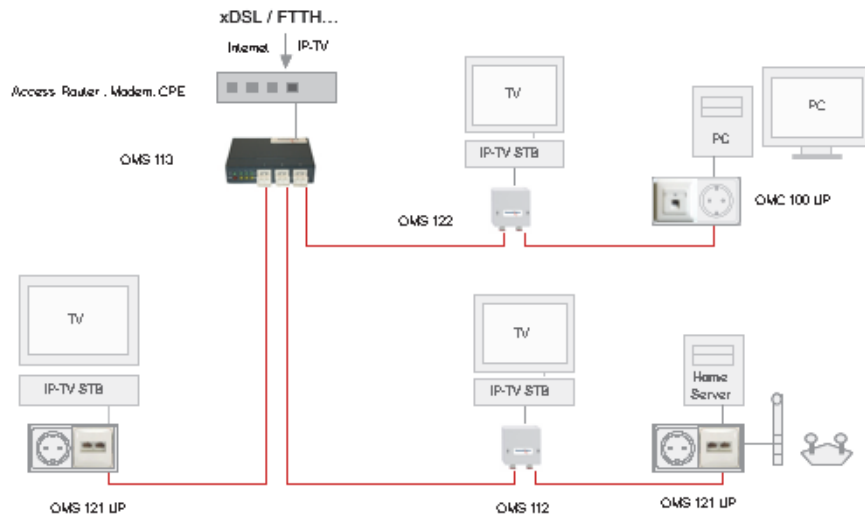 xDSL / FTTH...
Internet IP-TV
Access Router . Modem. CPE
OMS 113
TV
IP-TV STB
OMS 122
PC
PC
OMC 100 UP
TV
IP-TV STB
OMS 121 UP
TV
IP-TV STB
OMS 112
Home
Server
OMS 121 UP